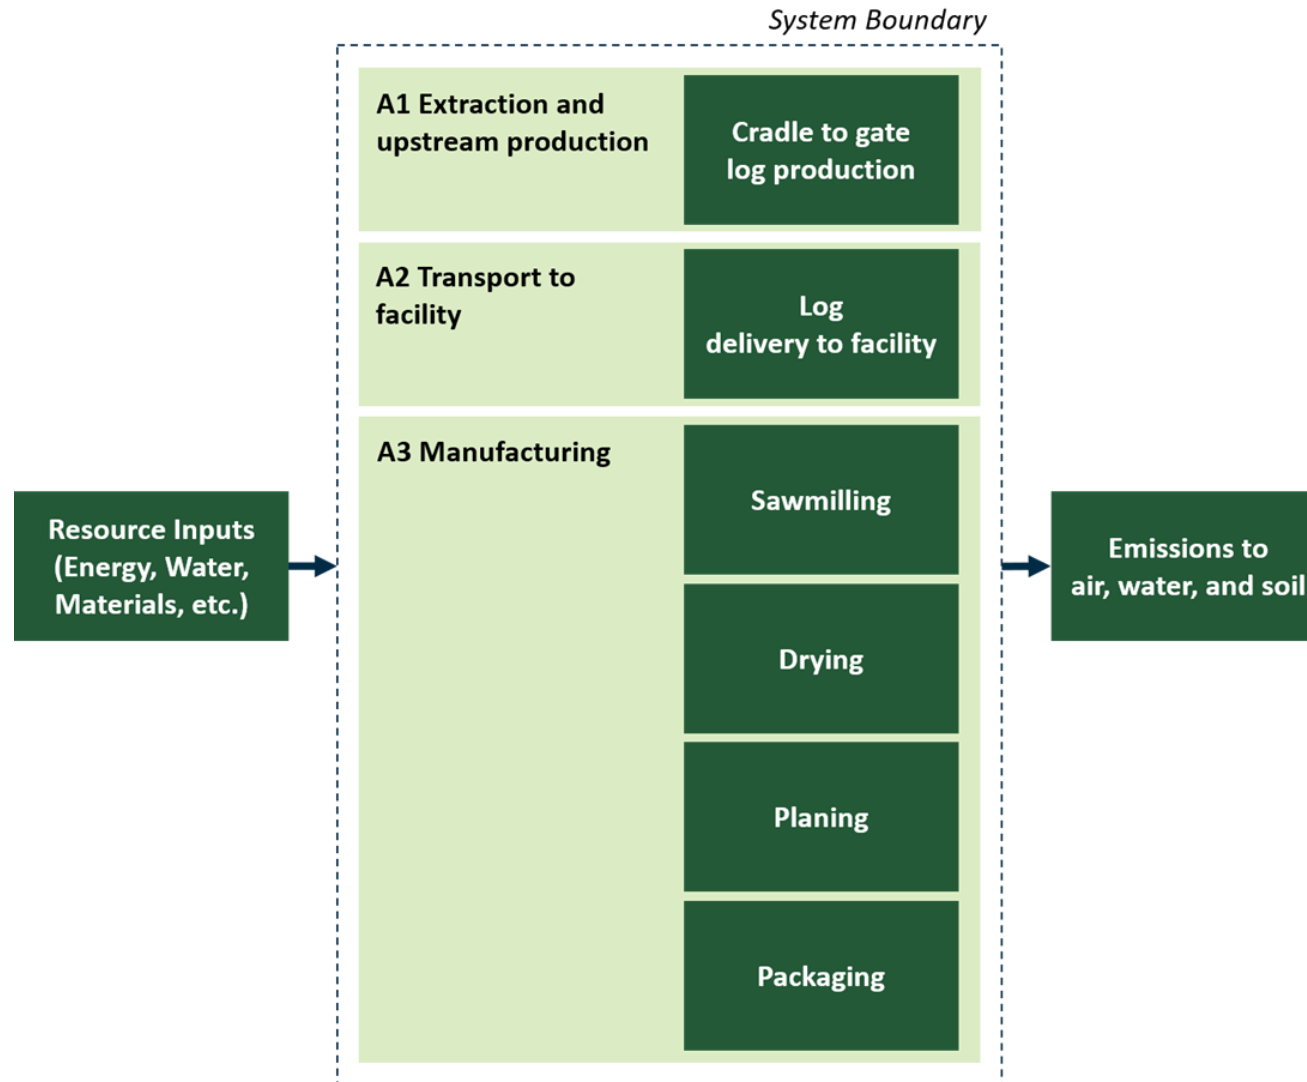 System Boundary
A1 Extraction and
upstream production
Cradle to gate
log production
A2 Transport to
facility
Log
delivery to facility
A3 Manufacturing
Sawmilling
Drying
Planing
Packaging
Resource Inputs
(Energy, Water,
Materials, etc.)
Emissions to
air, water, and soil